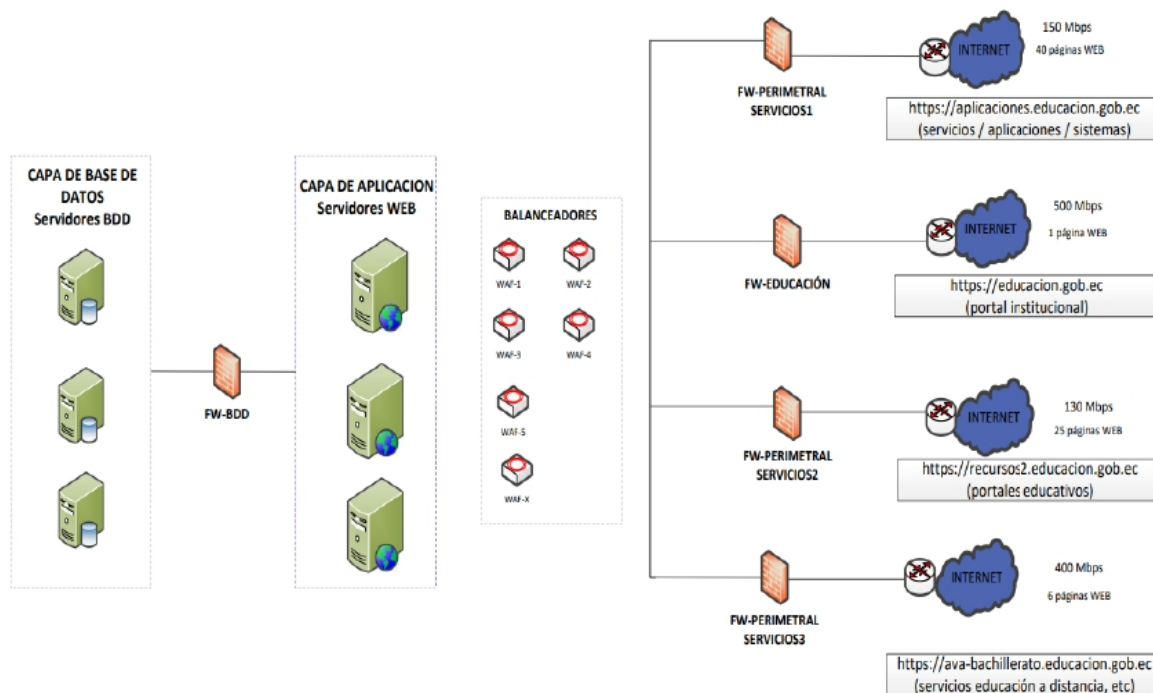 CAPA DE BASE DE
DATOS
Servidores BDD
FW-BDD
CAPA DE APLICACION
Servidores WEB
BALANCEADORES
WAF-1
WAF-2
WAF-3
WAF-4
WAF-5
WAF-X
FW-PERIMETRAL
SERVICIOS1
INTERNET
150 Mbps
40 páginas WEB
https://aplicaciones.educacion.gob.ec
(servicios / aplicaciones / sistemas)
FW-EDUCACIÓN
INTERNET
500 Mbps
1 página WEB
https://educacion.gob.ec
(portal institucional)
FW-PERIMETRAL
SERVICIOS2
INTERNET
130 Mbps
25 páginas WEB
https://recursos2.educacion.gob.ec
(portales educativos)
FW-PERIMETRAL
SERVICIOS3
INTERNET
400 Mbps
6 páginas WEB
https://ava-bachillerato.educacion.gob.ec
(servicios educación a distancia, etc)